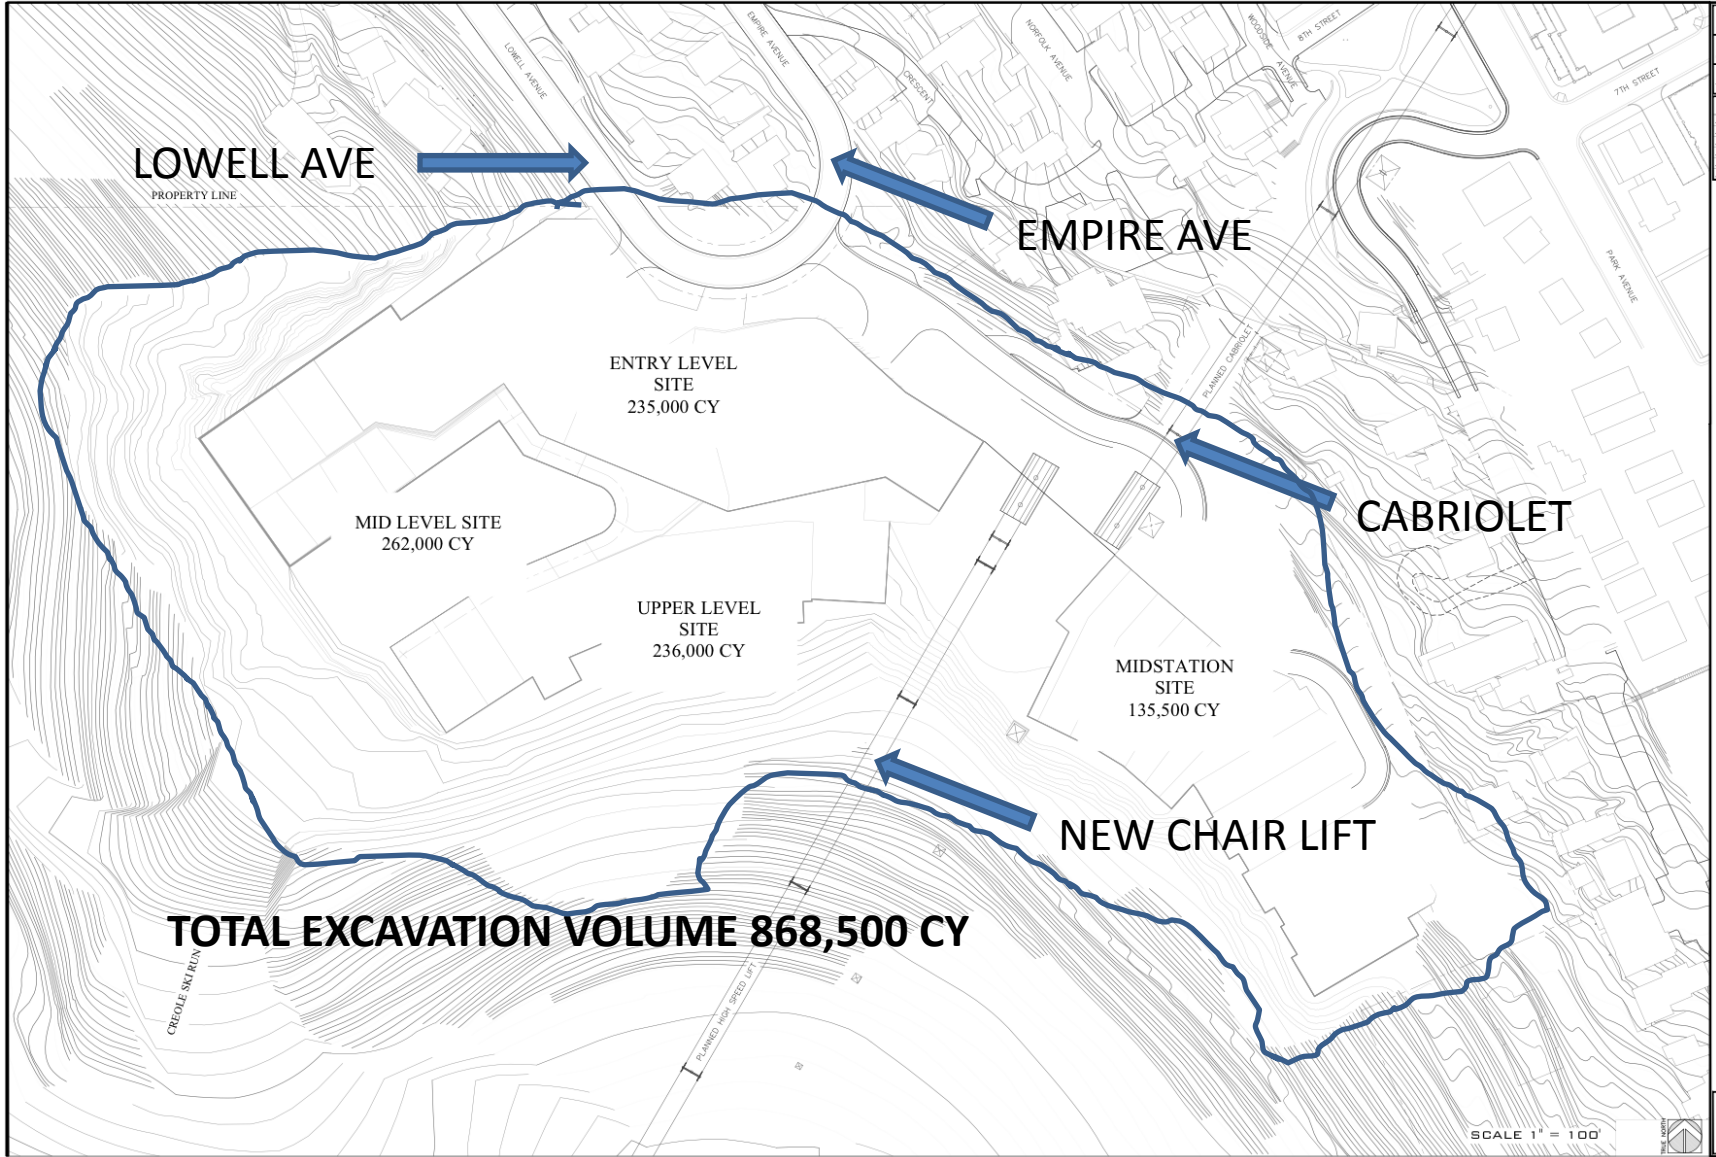 LOWELL AVENUE
EMPIRE AVENUE
CRESCENT
NORFOLK AVENUE
WOODSIDE
AVENUE
8TH STREET
7TH STREET
PARK AVENUE
LOWELL AVE
PROPERTY LINE
EMPIRE AVE
PLANNED CABRIOLET
ENTRY LEVEL
SITE
235,000 CY
MID LEVEL SITE
262,000 CY
CABRIOLET
UPPER LEVEL
SITE
236,000 CY
MIDSTATION
SITE
135,500 CY
NEW CHAIR LIFT
TOTAL EXCAVATION VOLUME 868,500 CY
CREOLE SKI RUN
PLANNED HIGH SPEED LIFT
SCALE 1" = 100'
TRUE NORTH